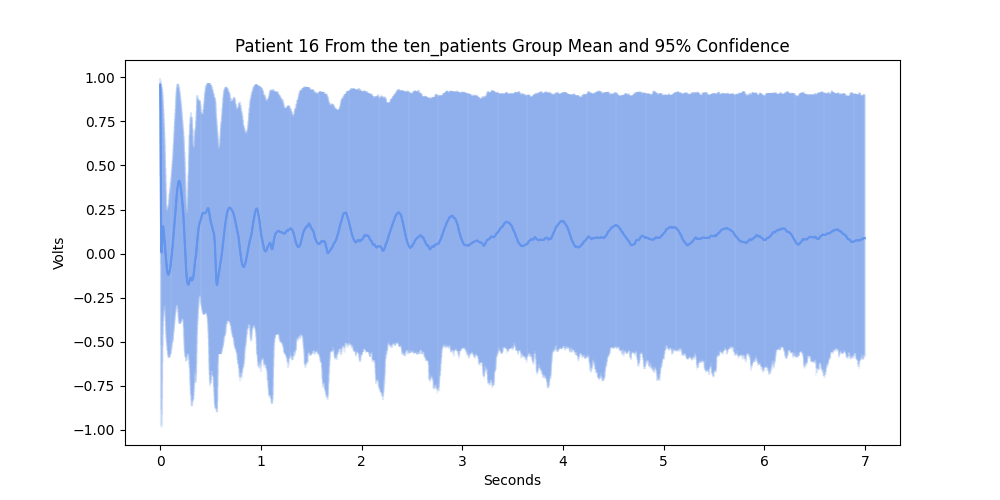 Patient 16 From the ten_patients Group Mean and 95% Confidence
1.00
0.75
0.50
0.25
0.00
−0.25
−0.50
−0.75
−1.00
Volts
0 1 2 3 4 5 6 7
Seconds